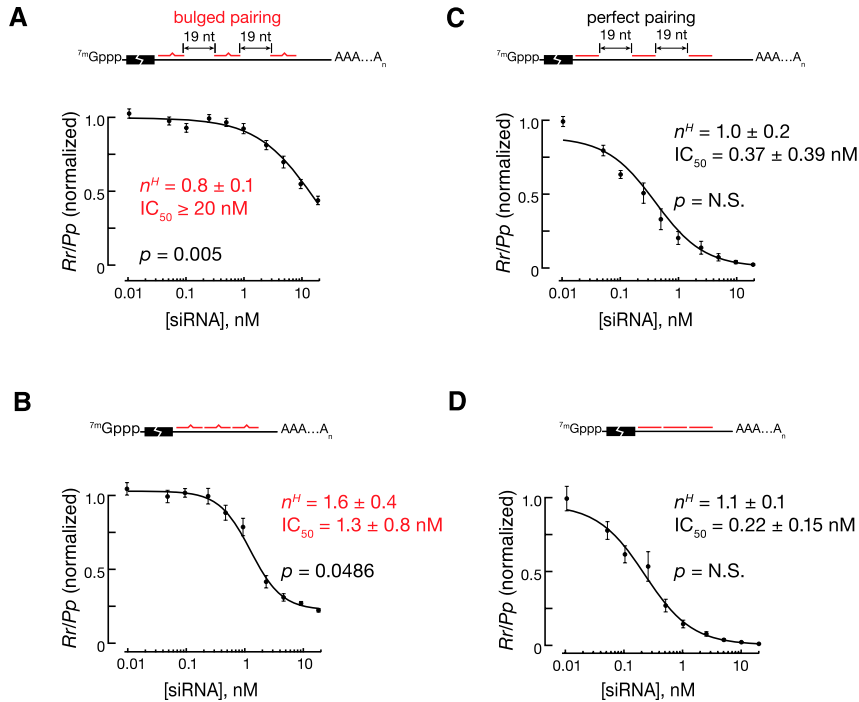 A
bulged pairing
19 nt 19 nt
7mGppp AAA...An
Rr/Pp (normalized)
1.0
0.5
0
nH = 0.8 ± 0.1
IC50 ≥ 20 nM
p = 0.005
0.01 0.1 1 10
[siRNA], nM
B
7mGppp AAA...An
Rr/Pp (normalized)
1.0
0.5
0
nH = 1.6 ± 0.4
IC50 = 1.3 ± 0.8 nM
p = 0.0486
0.01 0.1 1 10
[siRNA], nM
C
perfect pairing
19 nt 19 nt
7mGppp AAA...An
Rr/Pp (normalized)
1.0
0.5
0
nH = 1.0 ± 0.2
IC50 = 0.37 ± 0.39 nM
p = N.S.
0.01 0.1 1 10
[siRNA], nM
D
7mGppp AAA...An
Rr/Pp (normalized)
1.0
0.5
0
nH = 1.1 ± 0.1
IC50 = 0.22 ± 0.15 nM
p = N.S.
0.01 0.1 1 10
[siRNA], nM